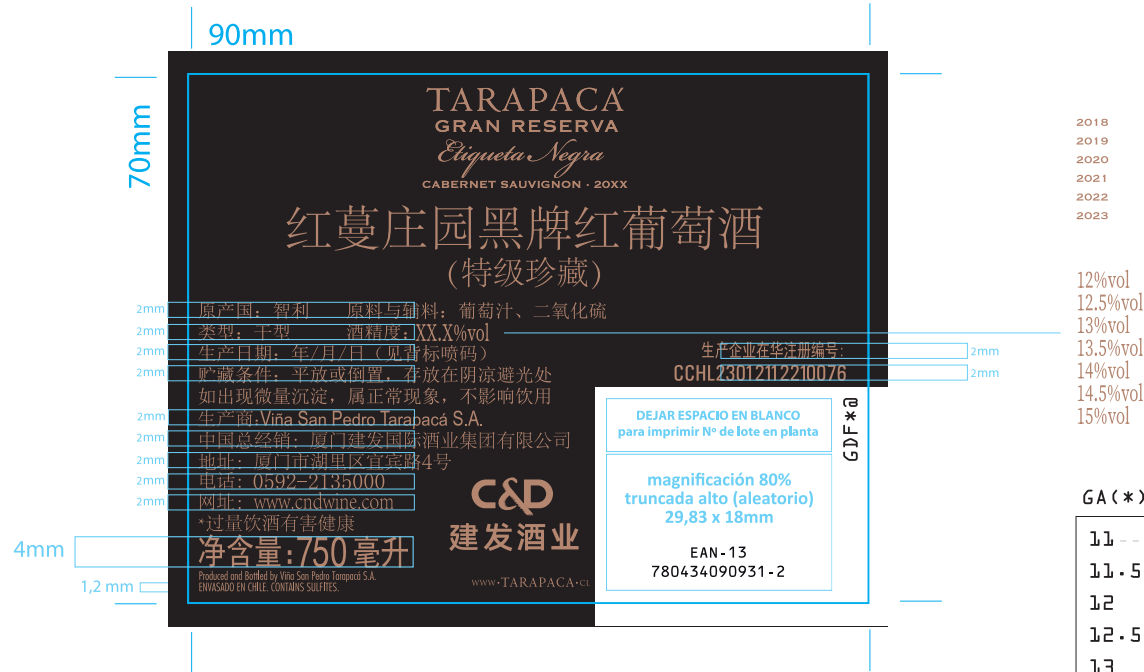 90mm
70mm
TARAPACÁ
GRAN RESERVA
Etiqueta Negra
CABERNET SAUVIGNON · 20XX
红蔓庄园黑牌红葡萄酒
(特级珍藏)
2mm 原产国：智利 原料与辅料：葡萄汁、二氧化硫
2mm 类型：干型 酒精度：XX.X%vol
2mm 生产日期：年/月/日（见背标喷码）
2mm 贮藏条件：平放或倒置，存放在阴凉避光处
如出现微量沉淀，属正常现象，不影响饮用
2mm 生产商:Viña San Pedro Tarapacá S.A.
2mm 中国总经销：厦门建发国际酒业集团有限公司
2mm 地址：厦门市湖里区宜宾路4号
2mm 电话：0592-2135000
2mm 网址：www.cndwine.com
*过量饮酒有害健康
4mm 净含量:750 毫升
1,2 mm Produced and Bottled by Viña San Pedro Tarapacá S.A.
ENVASADO EN CHILE. CONTAINS SULFITES.
C&D
建发酒业
www·TARAPACA·CL
生产企业在华注册编号: 2mm
CCHL23012112210076 2mm
DEJAR ESPACIO EN BLANCO
para imprimir Nº de lote en planta
GDF*@
magnificación 80%
truncada alto (aleatorio)
29,83 x 18mm
EAN-13
780434090931-2
2018
2019
2020
2021
2022
2023
12%vol
12.5%vol
13%vol
13.5%vol
14%vol
14.5%vol
15%vol
GA(*)
11
11.5
12
12.5
13